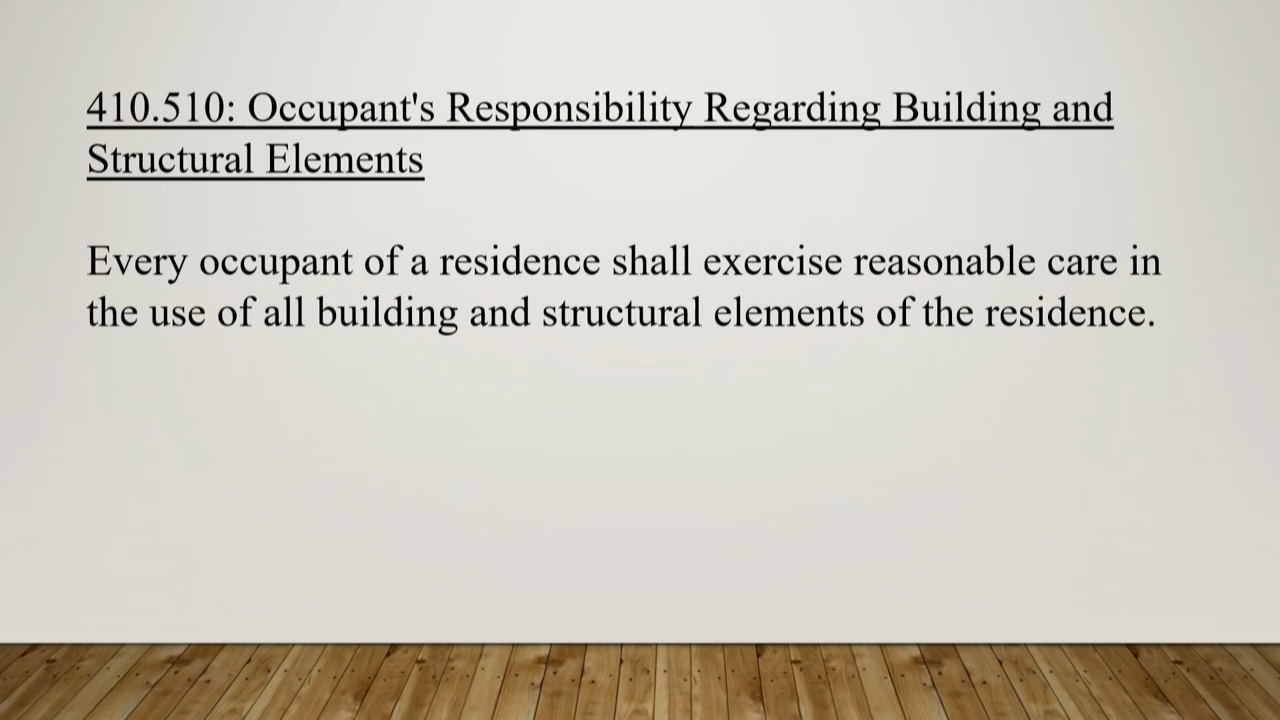 410.510: Occupant's Responsibility Regarding Building and
Structural Elements
Every occupant of a residence shall exercise reasonable care in
the use of all building and structural elements of the residence.